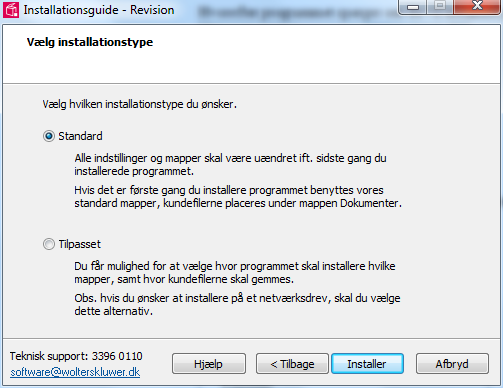 Installationsguide - Revision
Vælg installationstype
Vælg hvilken installationstype du ønsker.
Standard
Alle indstillinger og mapper skal være uændret ift. sidste gang du
installerede programmet.
Hvis det er første gang du installere programmet benyttes vores
standard mapper, kundefilerne placeres under mappen Dokumenter.
Tilpasset
Du får mulighed for at vælge hvor programmet skal installere hvilke
mapper, samt hvor kundefilerne skal gemmes.
Obs. hvis du ønsker at installere på et netværksdrev, skal du vælge
dette alternativ.
Teknisk support: 3396 0110
software@wolterskluwer.dk
Hjælp
< Tilbage
Installer
Afbryd